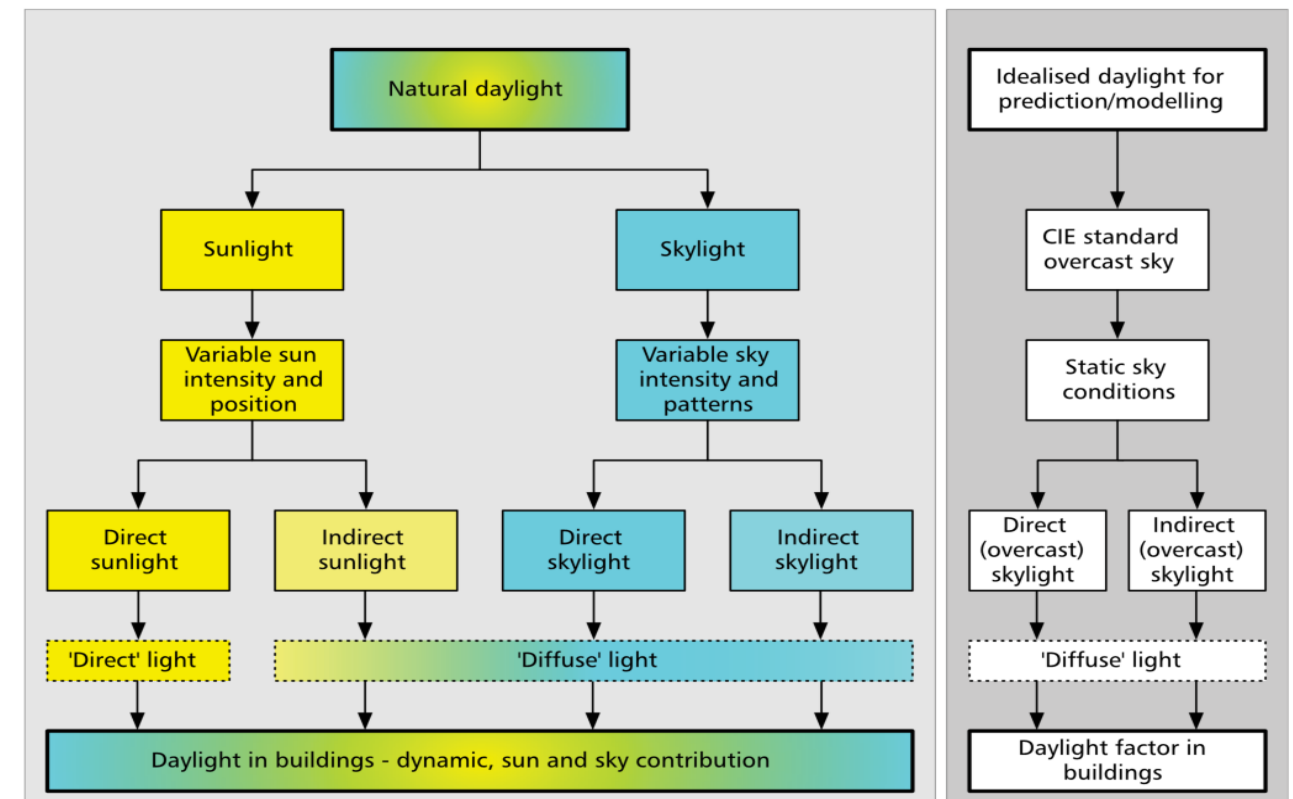 Natural daylight
Idealised daylight for
prediction/modelling
Sunlight
Skylight
CIE standard
overcast sky
Variable sun
intensity and
position
Variable sky
intensity and
patterns
Static sky
conditions
Direct
sunlight
Indirect
sunlight
Direct
skylight
Indirect
skylight
Direct
(overcast)
skylight
Indirect
(overcast)
skylight
'Direct' light
'Diffuse' light
'Diffuse' light
Daylight in buildings - dynamic, sun and sky contribution
Daylight factor in
buildings